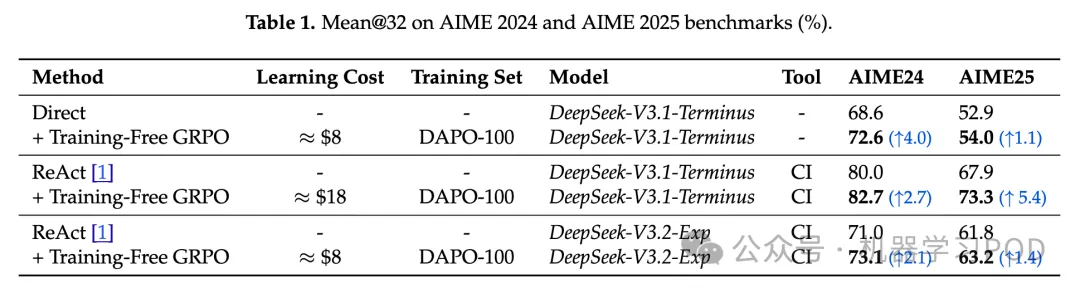 Table 1. Mean@32 on AIME 2024 and AIME 2025 benchmarks (%).
Method Learning Cost Training Set Model Tool AIME24 AIME25
Direct - - DeepSeek-V3.1-Terminus - 68.6 52.9
+ Training-Free GRPO ≈ $8 DAPO-100 DeepSeek-V3.1-Terminus - 72.6 (↑4.0) 54.0 (↑1.1)
ReAct [1] - - DeepSeek-V3.1-Terminus CI 80.0 67.9
+ Training-Free GRPO ≈ $18 DAPO-100 DeepSeek-V3.1-Terminus CI 82.7 (↑2.7) 73.3 (↑ 5.4)
ReAct [1] - - DeepSeek-V3.2-Exp CI 71.0 61.8
+ Training-Free GRPO ≈ $8 DAPO-100 DeepSeek-V3.2-Exp CI 73.1 (↑2.1) 63.2 (↑1.4)
公众号 · 机器学习POD